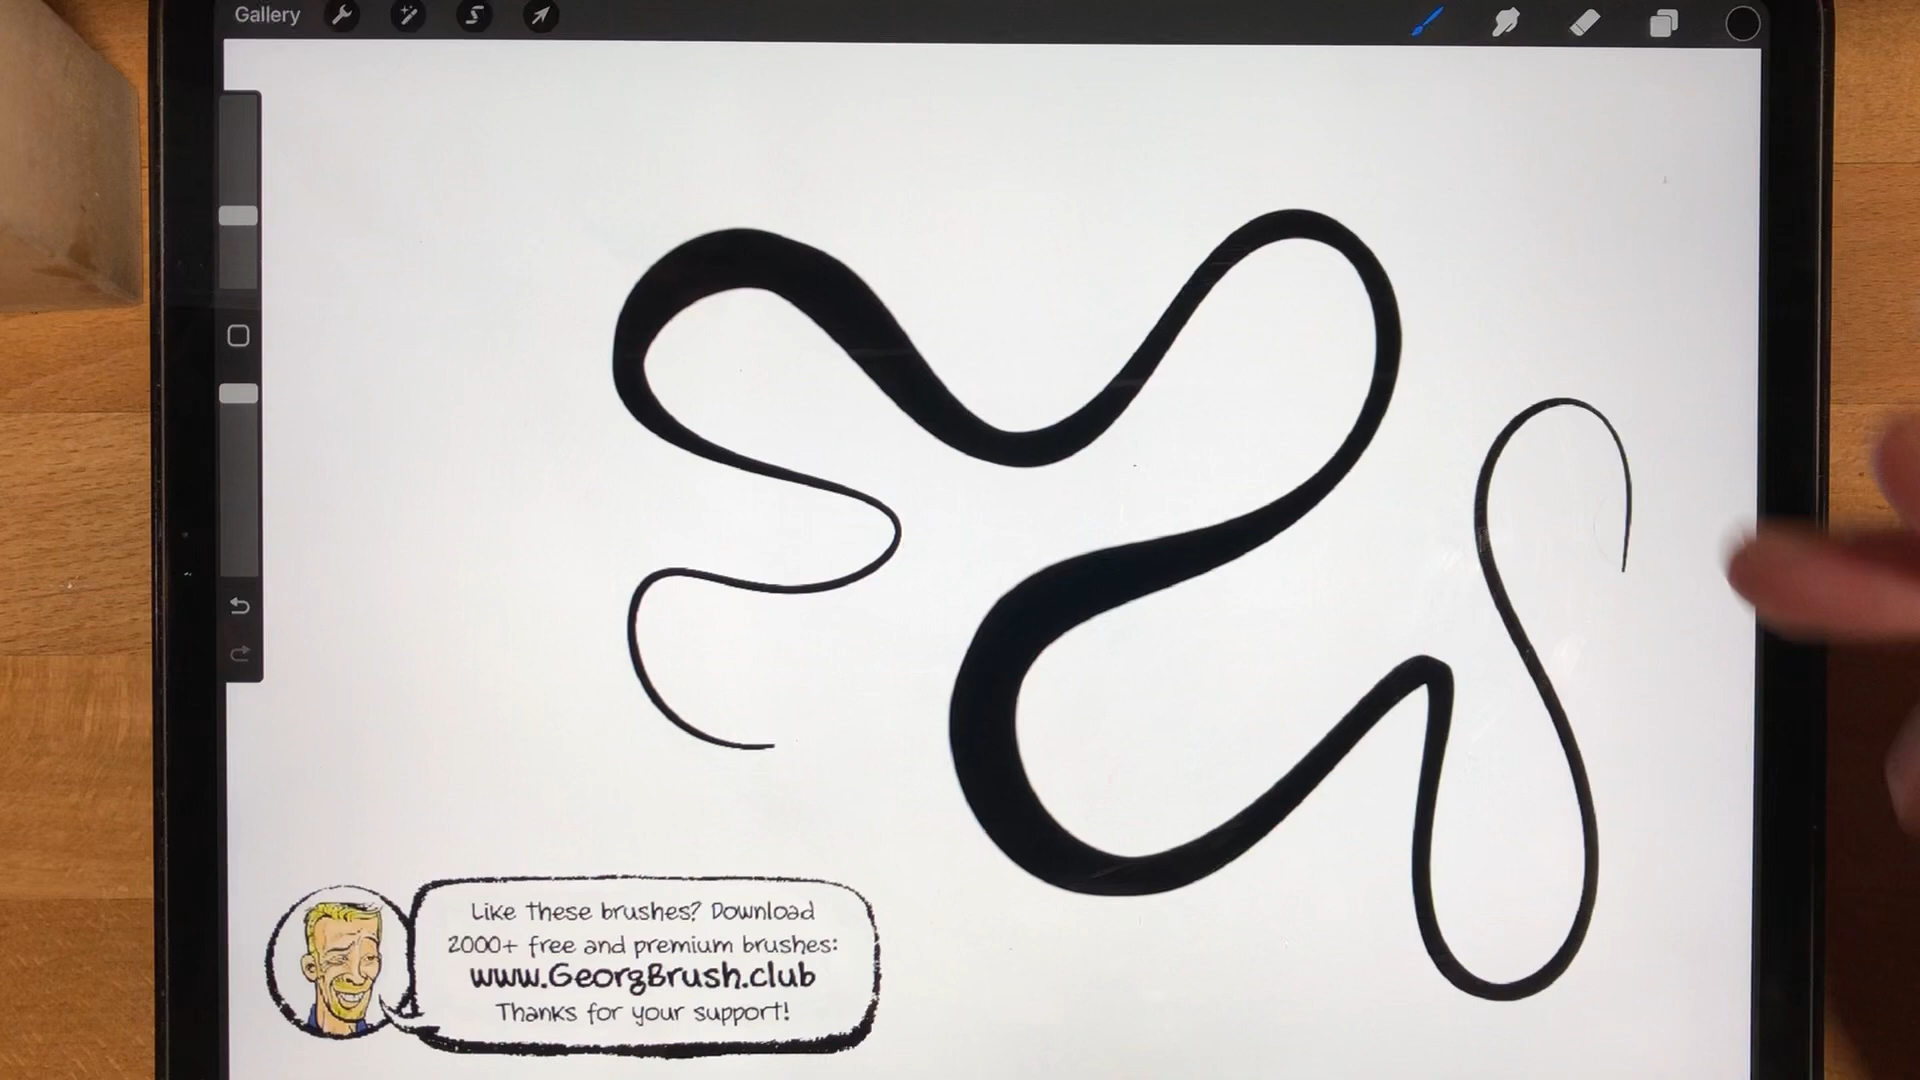 Gallery
Like these brushes? Download
2000+ free and premium brushes:
www.GeorgBrush.club
Thanks for your support!